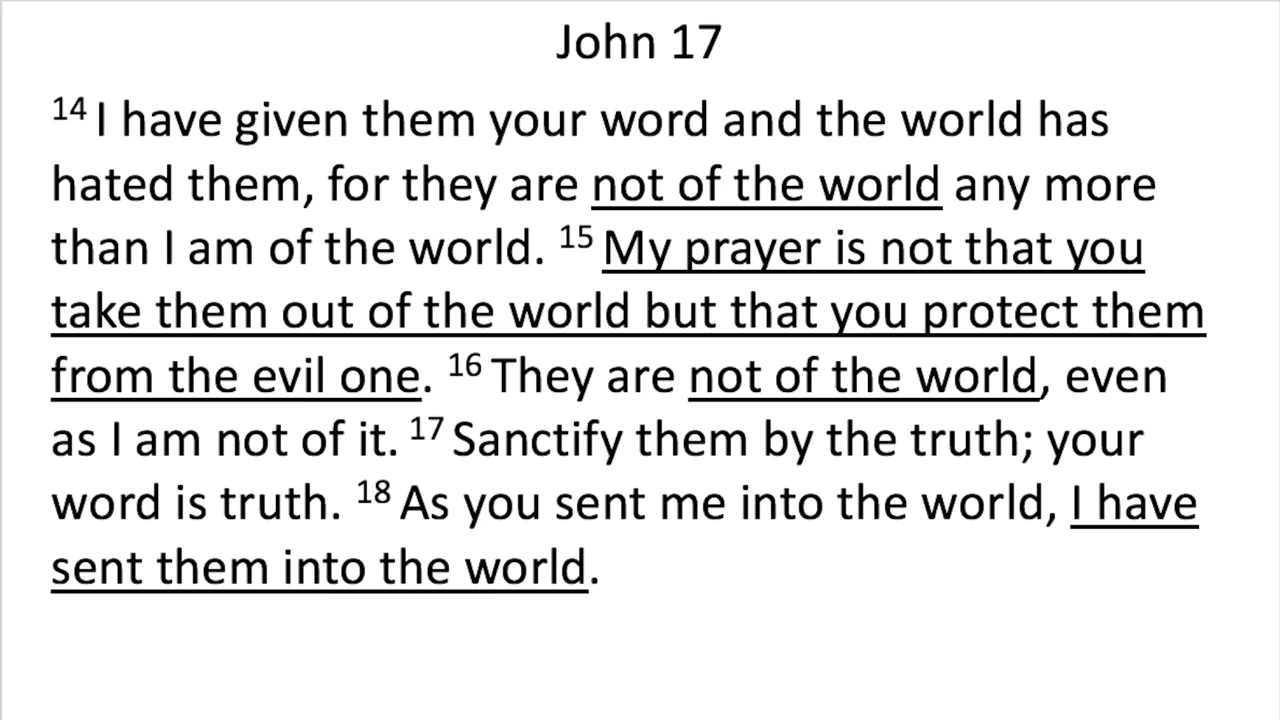 John 17
14 I have given them your word and the world has
hated them, for they are not of the world any more
than I am of the world. 15 My prayer is not that you
take them out of the world but that you protect them
from the evil one. 16 They are not of the world, even
as I am not of it. 17 Sanctify them by the truth; your
word is truth. 18 As you sent me into the world, I have
sent them into the world.